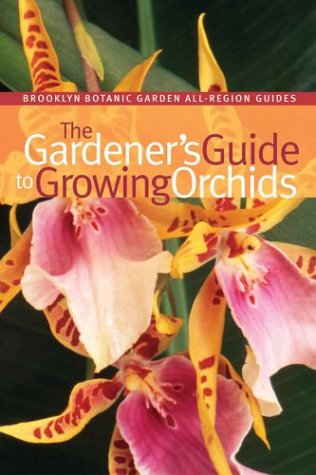 BROOKLYN BOTANIC GARDEN ALL-REGION GUIDES
The
Gardener's Guide
to Growing Orchids